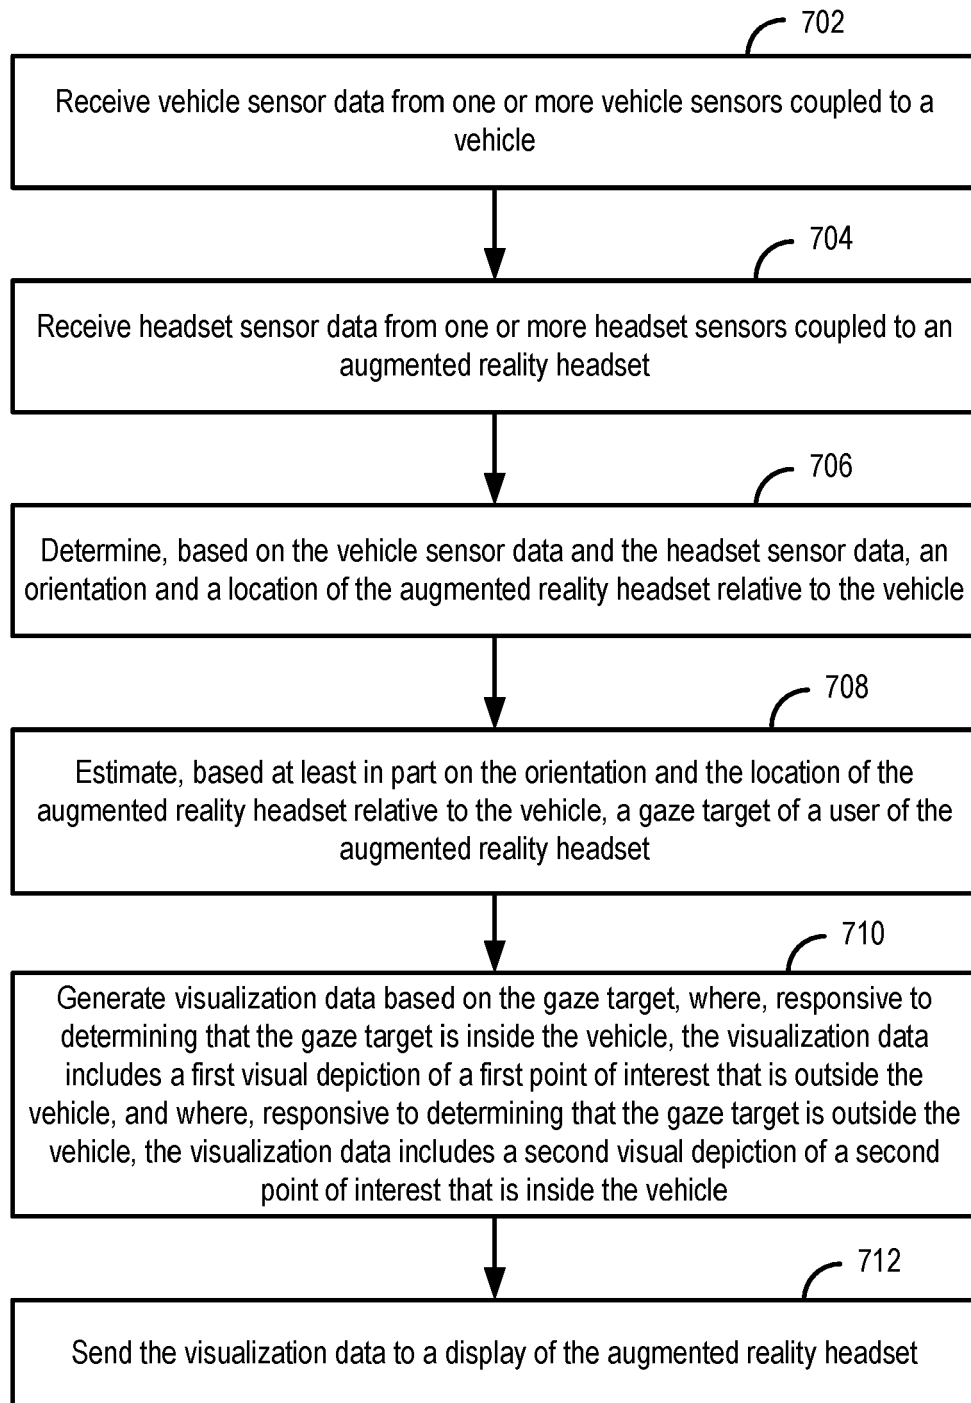 702
Receive vehicle sensor data from one or more vehicle sensors coupled to a
vehicle
704
Receive headset sensor data from one or more headset sensors coupled to an
augmented reality headset
706
Determine, based on the vehicle sensor data and the headset sensor data, an
orientation and a location of the augmented reality headset relative to the vehicle
708
Estimate, based at least in part on the orientation and the location of the
augmented reality headset relative to the vehicle, a gaze target of a user of the
augmented reality headset
710
Generate visualization data based on the gaze target, where, responsive to
determining that the gaze target is inside the vehicle, the visualization data
includes a first visual depiction of a first point of interest that is outside the
vehicle, and where, responsive to determining that the gaze target is outside the
vehicle, the visualization data includes a second visual depiction of a second
point of interest that is inside the vehicle
712
Send the visualization data to a display of the augmented reality headset